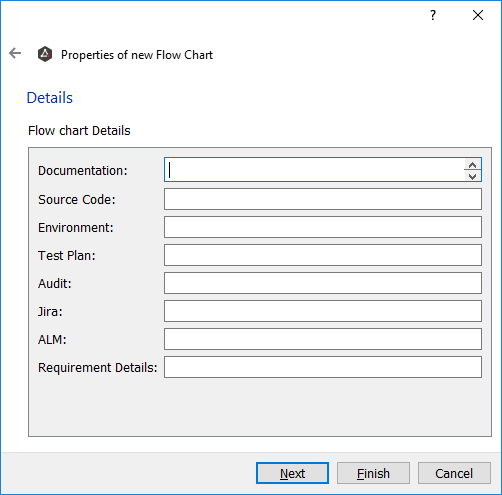 ?
Properties of new Flow Chart
Details
Flow chart Details
Documentation:
Source Code:
Environment:
Test Plan:
Audit:
Jira:
ALM:
Requirement Details:
Next Finish Cancel